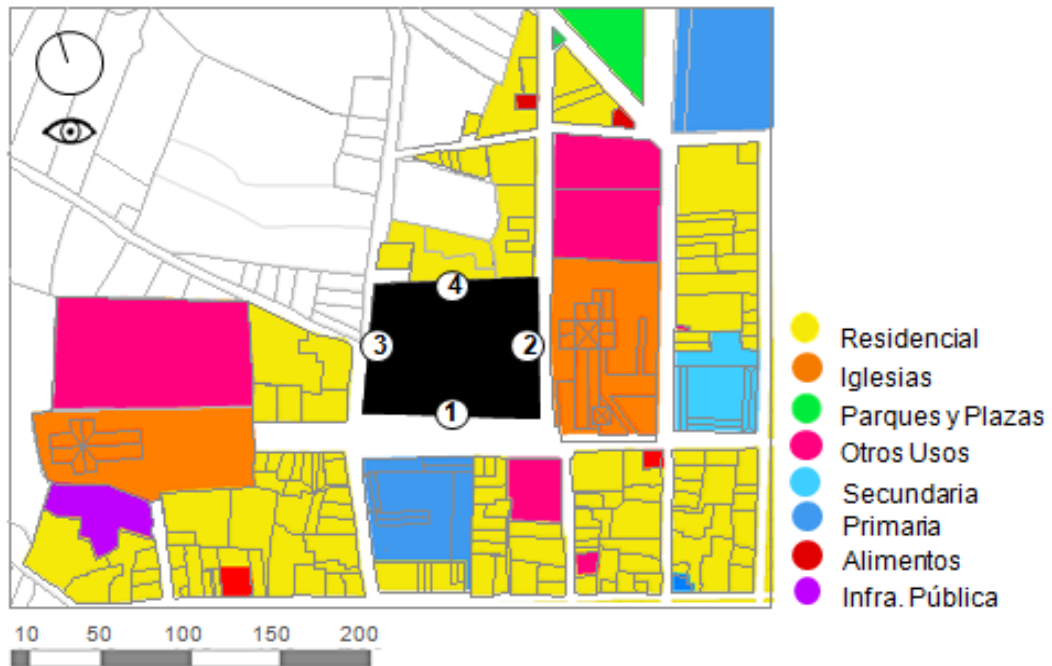 4
3
2
1
Residencial
Iglesias
Parques y Plazas
Otros Usos
Secundaria
Primaria
Alimentos
Infra. Pública
10 50 100 150 200